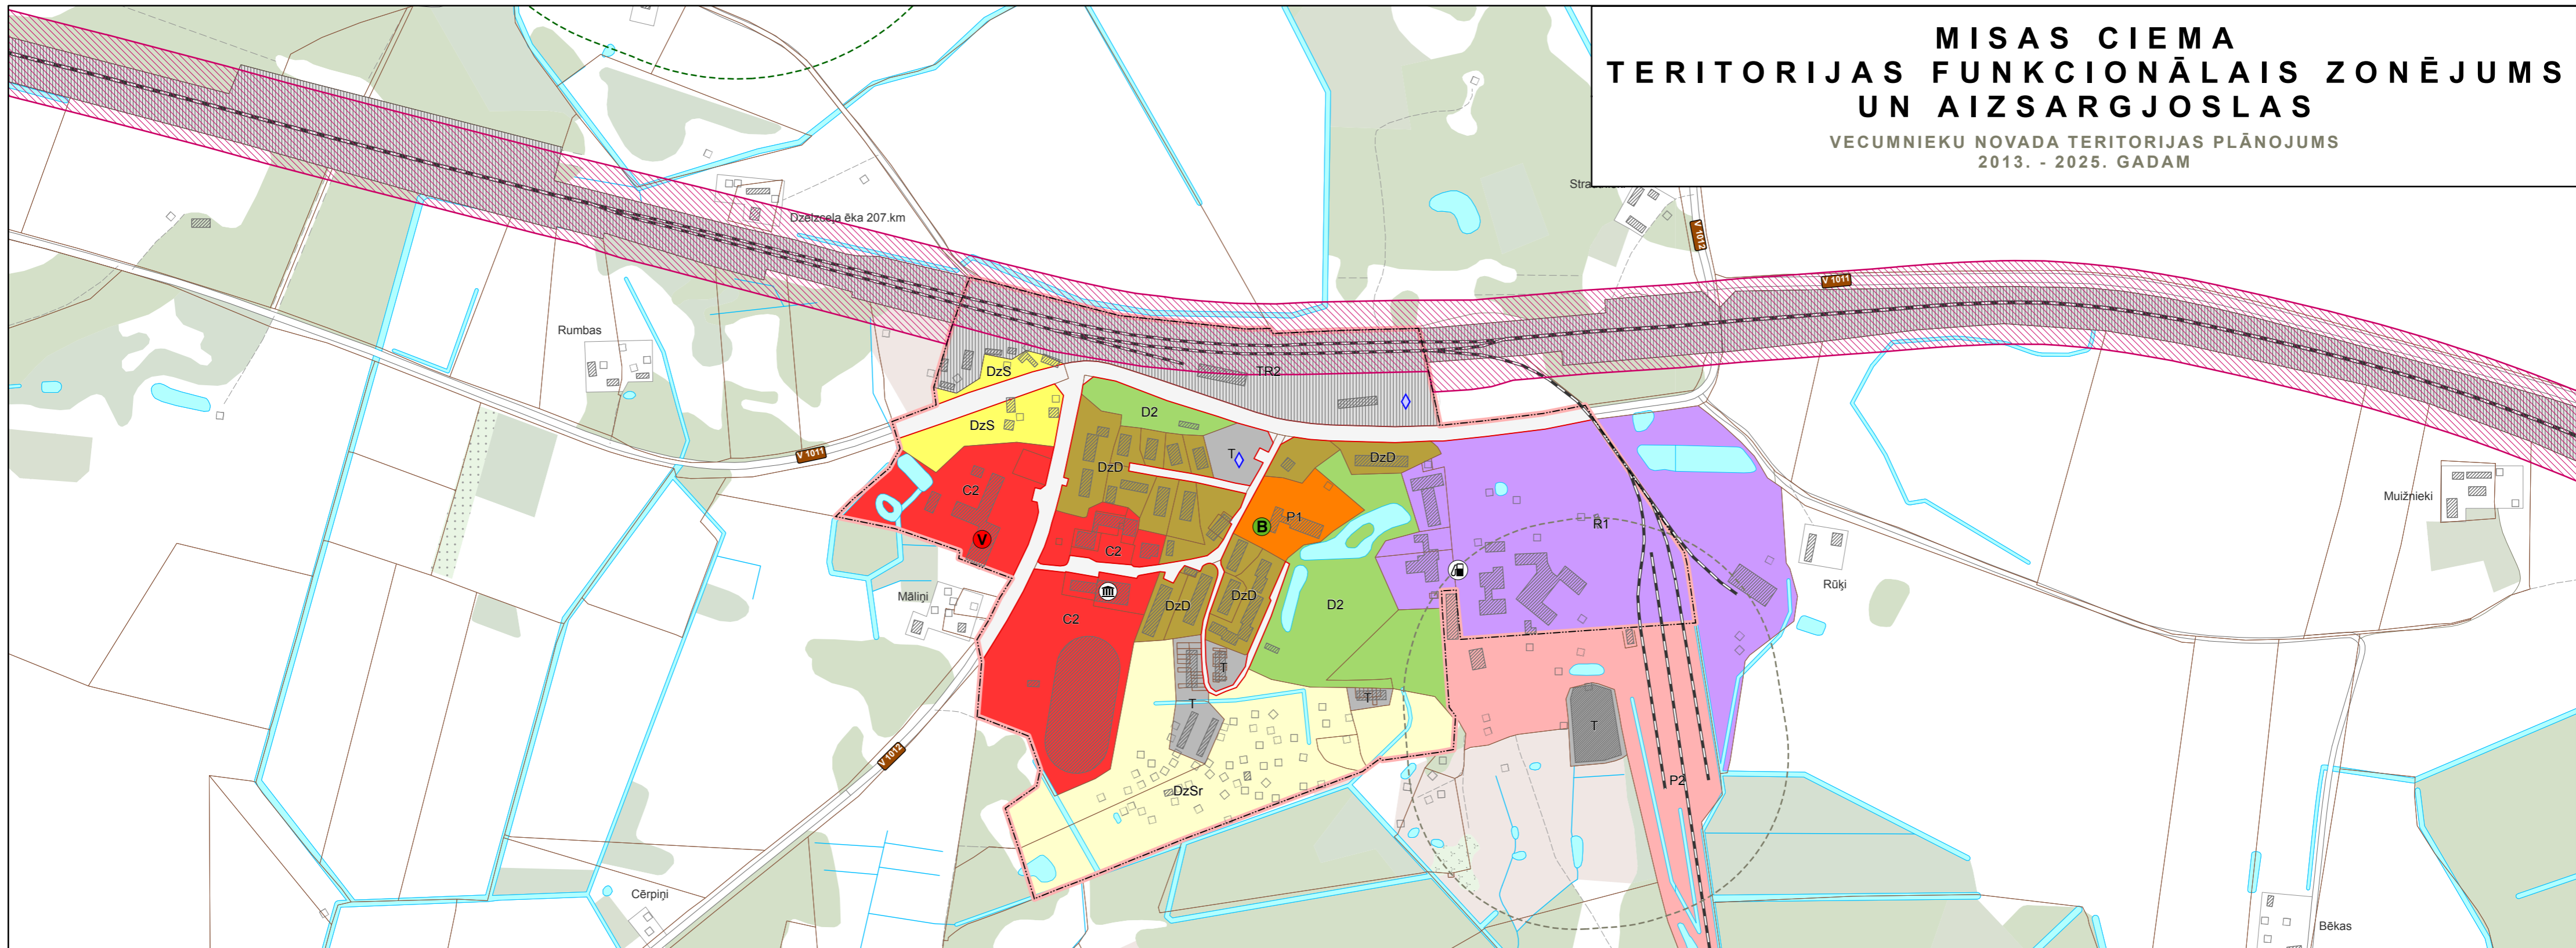 MISAS CIEMA
TERITORIJAS FUNKCIONĀLAIS ZONĒJUMS
UN AIZSARGJOSLAS
VECUMNIEKU NOVADA TERITORIJAS PLĀNOJUMS
2013. - 2025. GADAM
V 1012
Dzelzceļa ēka 207.km
V 1011
Rumbas
DzS
TR2
D2
DzS
V 1011
T
DzD
DzD
C2
Muižnieki
P1
B
R1
V
C2
Rūķi
Māliņi
DzD
DzD
D2
C2
T
T
T
T
V 1012
P2
DzSr
Cērpiņi
Bēkas